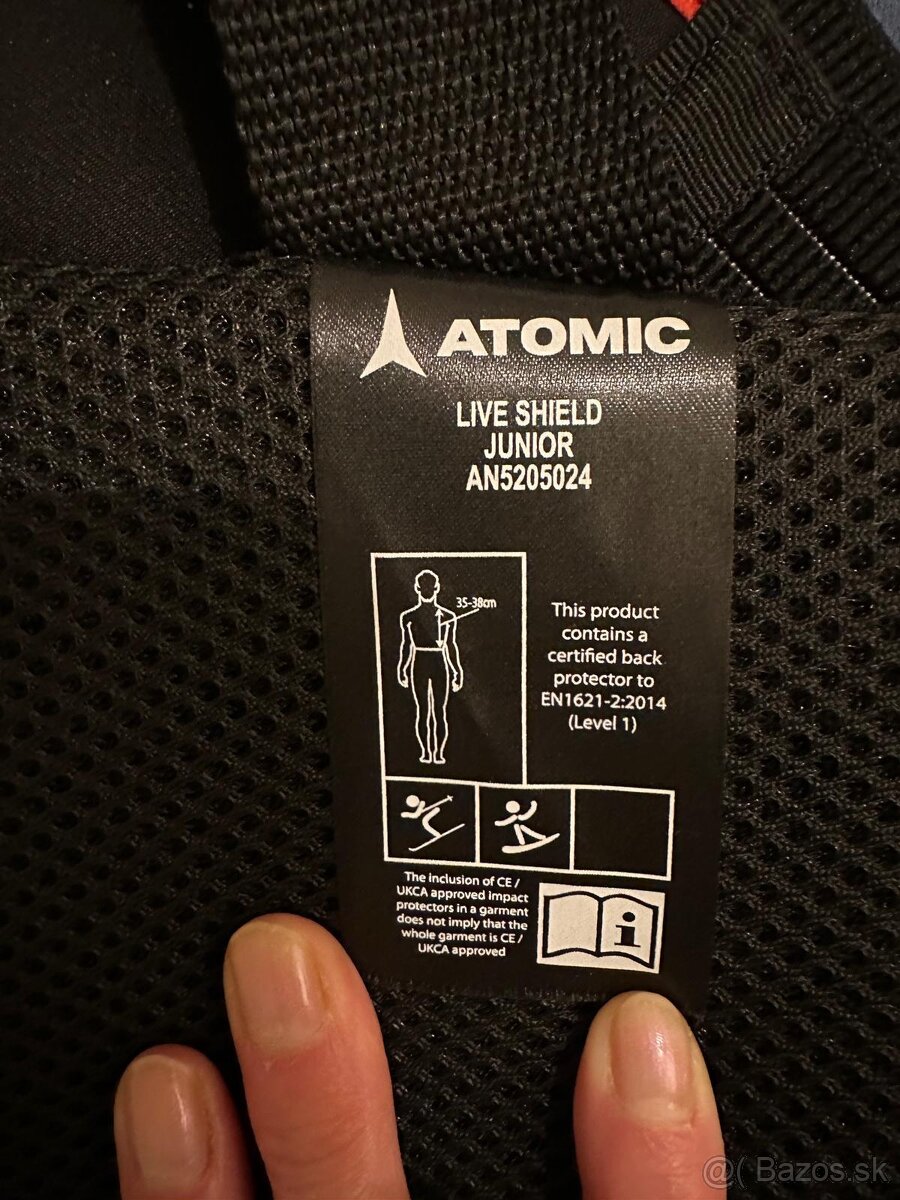 ATOMIC
LIVE SHIELD
JUNIOR
AN5205024
35-38cm
This product
contains a
certified back
protector to
EN1621-2:2014
(Level 1)
The inclusion of CE /
UKCA approved impact
protectors in a garment
does not imply that the
whole garment is CE /
UKCA approved
i
@( Bazos.sk